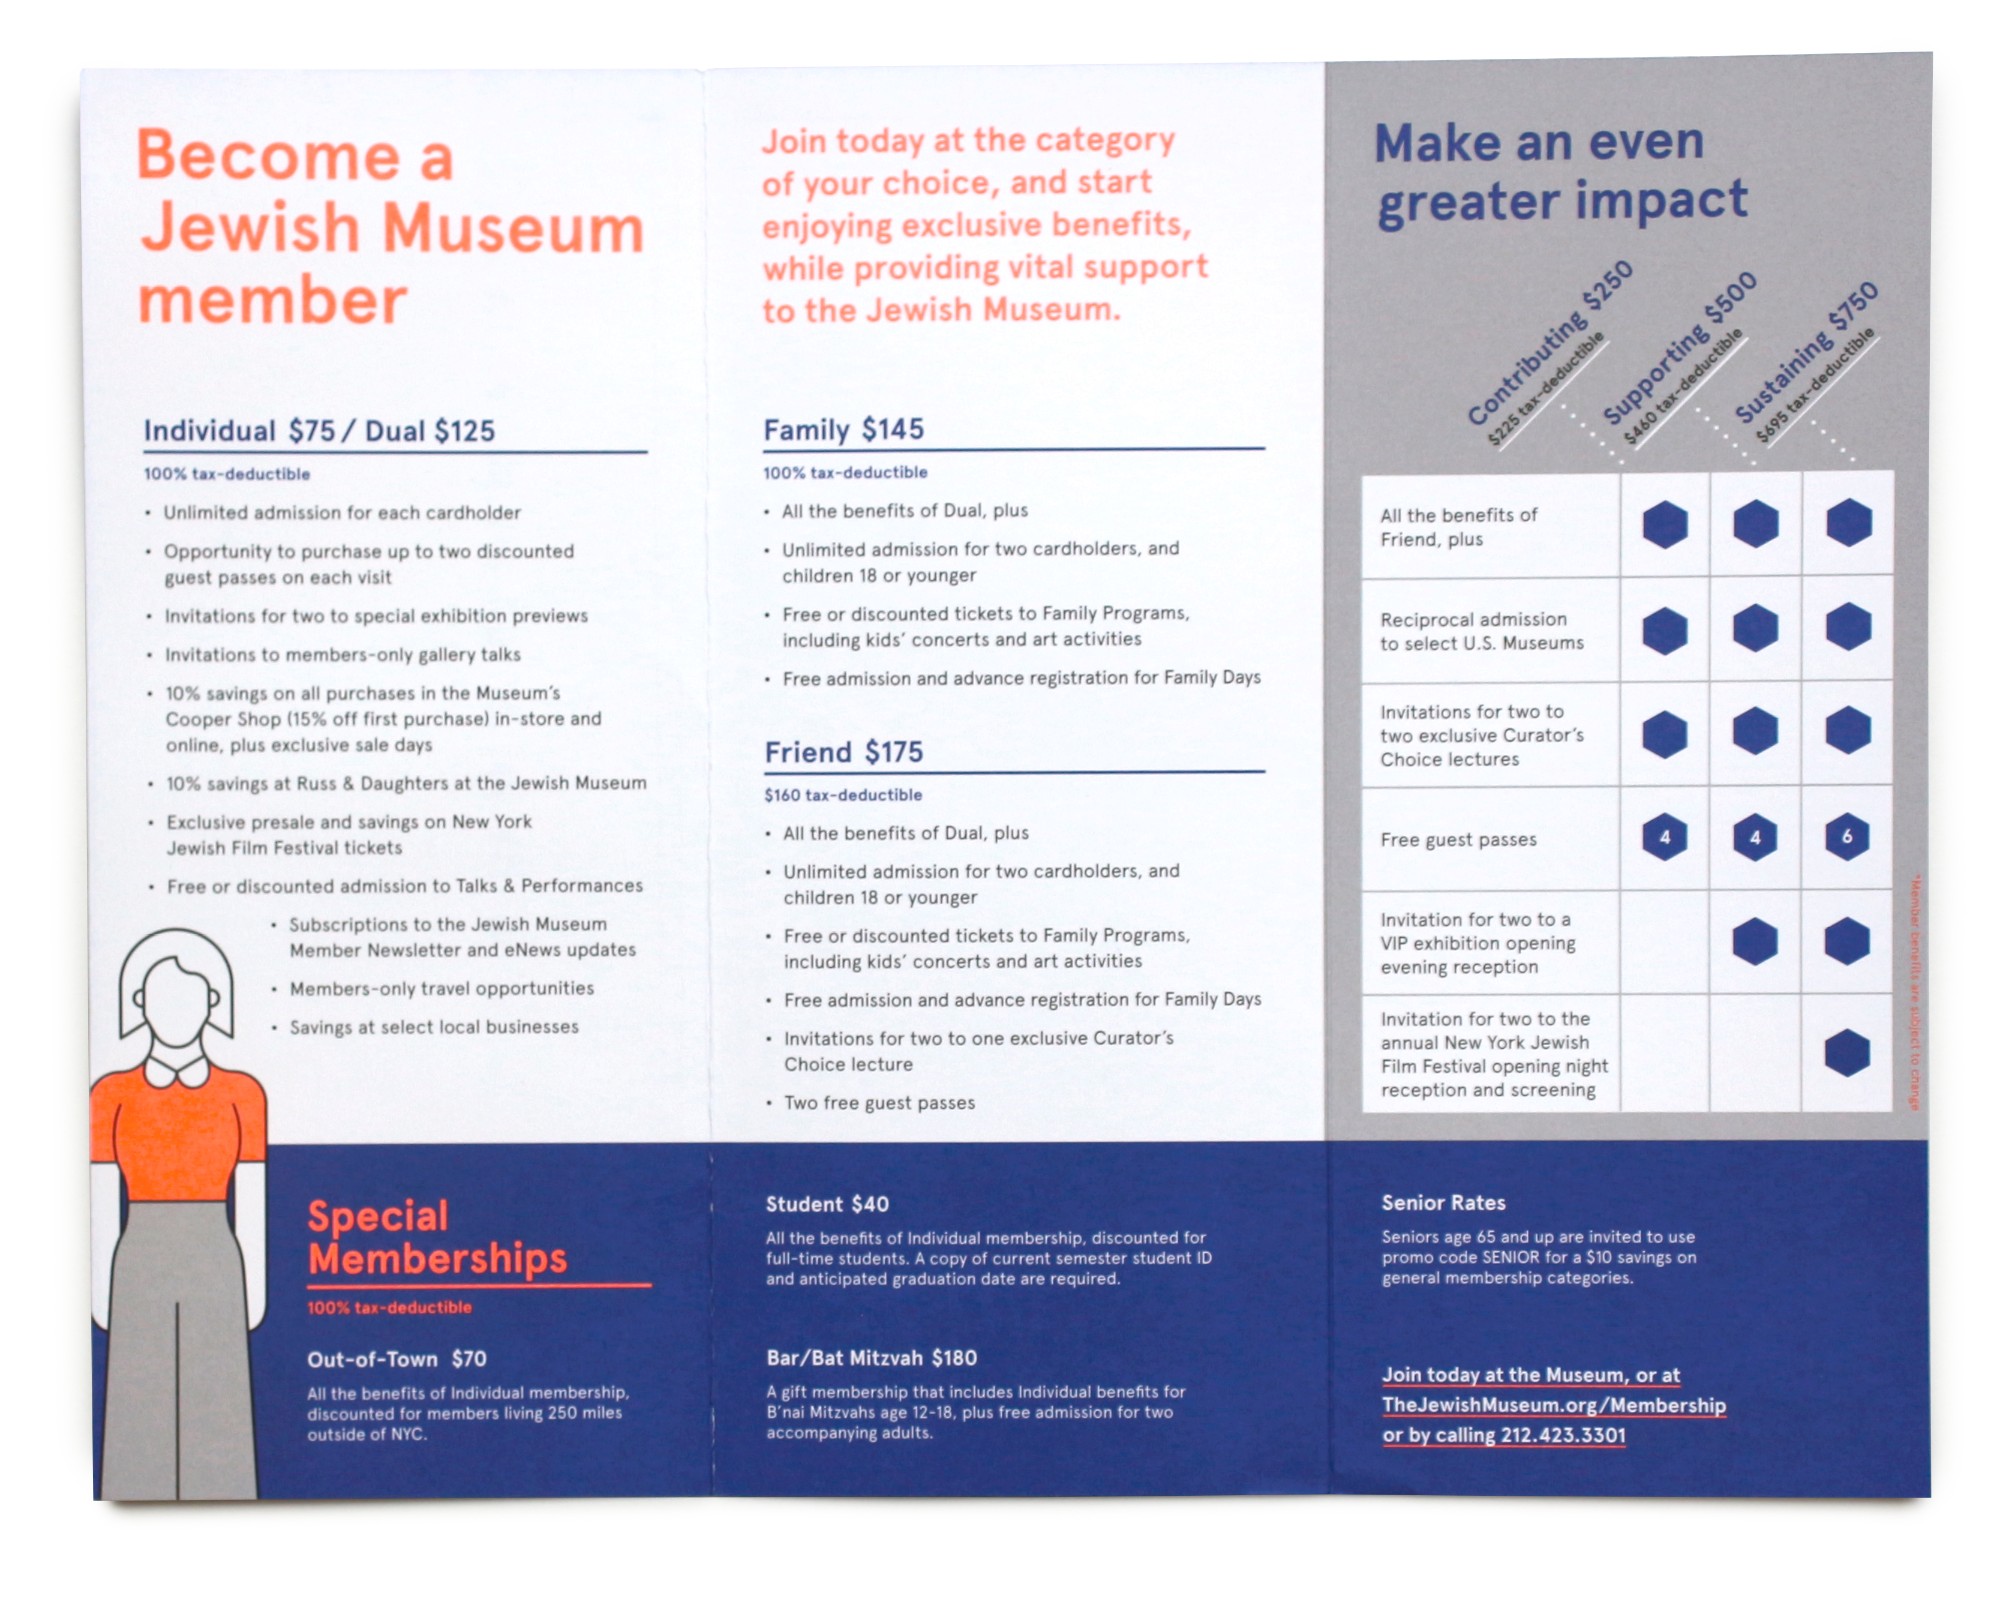 Become a
Jewish Museum
member
Individual $75 / Dual $125
100% tax-deductible
• Unlimited admission for each cardholder
• Opportunity to purchase up to two discounted
guest passes on each visit
• Invitations for two to special exhibition previews
• Invitations to members-only gallery talks
• 10% savings on all purchases in the Museum's
Cooper Shop (15% off first purchase) in-store and
online, plus exclusive sale days
• 10% savings at Russ & Daughters at the Jewish Museum
• Exclusive presale and savings on New York
Jewish Film Festival tickets
• Free or discounted admission to Talks & Performances
• Subscriptions to the Jewish Museum
Member Newsletter and eNews updates
• Members-only travel opportunities
• Savings at select local businesses
Join today at the category
of your choice, and start
enjoying exclusive benefits,
while providing vital support
to the Jewish Museum.
Family $145
100% tax-deductible
• All the benefits of Dual, plus
• Unlimited admission for two cardholders, and
children 18 or younger
• Free or discounted tickets to Family Programs,
including kids' concerts and art activities
• Free admission and advance registration for Family Days
Friend $175
$160 tax-deductible
• All the benefits of Dual, plus
• Unlimited admission for two cardholders, and
children 18 or younger
• Free or discounted tickets to Family Programs,
including kids' concerts and art activities
• Free admission and advance registration for Family Days
• Invitations for two to one exclusive Curator's
Choice lecture
• Two free guest passes
Make an even
greater impact
Contributing $250
$225 tax-deductible
Supporting $500
$460 tax-deductible
Sustaining $750
$695 tax-deductible
All the benefits of
Friend, plus
Reciprocal admission
to select U.S. Museums
Invitations for two to
two exclusive Curator's
Choice lectures
Free guest passes 4 4 6
Invitation for two to a
VIP exhibition opening
evening reception
Invitation for two to the
annual New York Jewish
Film Festival opening night
reception and screening
*Member benefits are subject to change
Special
Memberships
100% tax-deductible
Out-of-Town $70
All the benefits of Individual membership,
discounted for members living 250 miles
outside of NYC.
Student $40
All the benefits of Individual membership, discounted for
full-time students. A copy of current semester student ID
and anticipated graduation date are required.
Bar/Bat Mitzvah $180
A gift membership that includes Individual benefits for
B'nai Mitzvahs age 12-18, plus free admission for two
accompanying adults.
Senior Rates
Seniors age 65 and up are invited to use
promo code SENIOR for a $10 savings on
general membership categories.
Join today at the Museum, or at
TheJewishMuseum.org/Membership
or by calling 212.423.3301